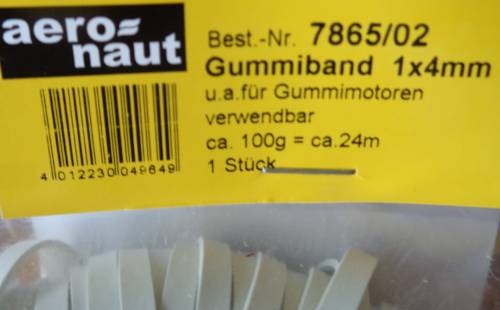 aero=
naut
Best.-Nr. 7865/02
Gummiband 1x4mm
u.a.für Gummimotoren
verwendbar
ca. 100g = ca.24m
1 Stück
4 012230 049649